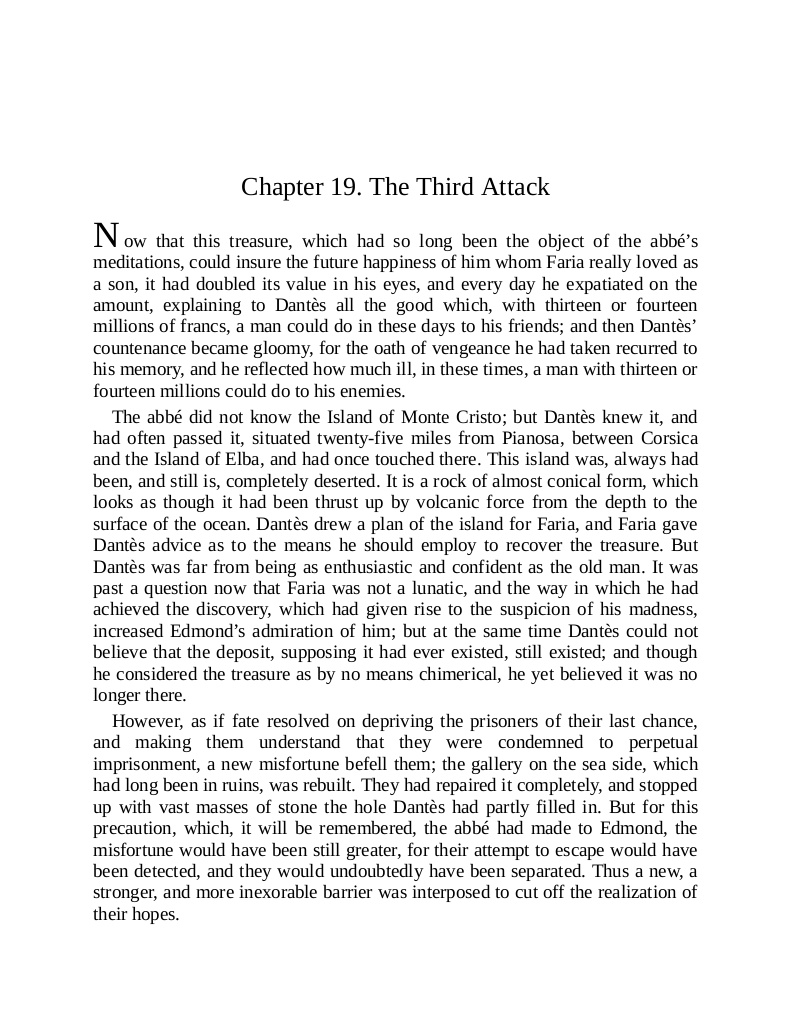 Chapter 19. The Third Attack
Now that this treasure, which had so long been the object of the abbé’s
meditations, could insure the future happiness of him whom Faria really loved as
a son, it had doubled its value in his eyes, and every day he expatiated on the
amount, explaining to Dantès all the good which, with thirteen or fourteen
millions of francs, a man could do in these days to his friends; and then Dantès’
countenance became gloomy, for the oath of vengeance he had taken recurred to
his memory, and he reflected how much ill, in these times, a man with thirteen or
fourteen millions could do to his enemies.
The abbé did not know the Island of Monte Cristo; but Dantès knew it, and
had often passed it, situated twenty-five miles from Pianosa, between Corsica
and the Island of Elba, and had once touched there. This island was, always had
been, and still is, completely deserted. It is a rock of almost conical form, which
looks as though it had been thrust up by volcanic force from the depth to the
surface of the ocean. Dantès drew a plan of the island for Faria, and Faria gave
Dantès advice as to the means he should employ to recover the treasure. But
Dantès was far from being as enthusiastic and confident as the old man. It was
past a question now that Faria was not a lunatic, and the way in which he had
achieved the discovery, which had given rise to the suspicion of his madness,
increased Edmond’s admiration of him; but at the same time Dantès could not
believe that the deposit, supposing it had ever existed, still existed; and though
he considered the treasure as by no means chimerical, he yet believed it was no
longer there.
However, as if fate resolved on depriving the prisoners of their last chance,
and making them understand that they were condemned to perpetual
imprisonment, a new misfortune befell them; the gallery on the sea side, which
had long been in ruins, was rebuilt. They had repaired it completely, and stopped
up with vast masses of stone the hole Dantès had partly filled in. But for this
precaution, which, it will be remembered, the abbé had made to Edmond, the
misfortune would have been still greater, for their attempt to escape would have
been detected, and they would undoubtedly have been separated. Thus a new, a
stronger, and more inexorable barrier was interposed to cut off the realization of
their hopes.